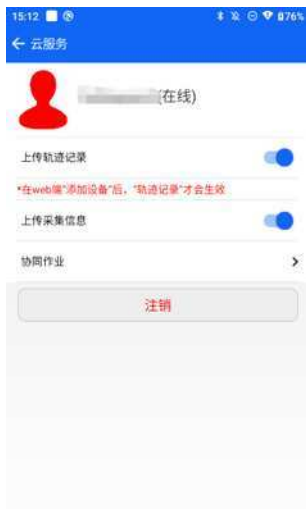 15:12 76%
云服务
(在线)
上传轨迹记录
*在web端"添加设备"后，"轨迹记录"才会生效
上传采集信息
协同作业
注销